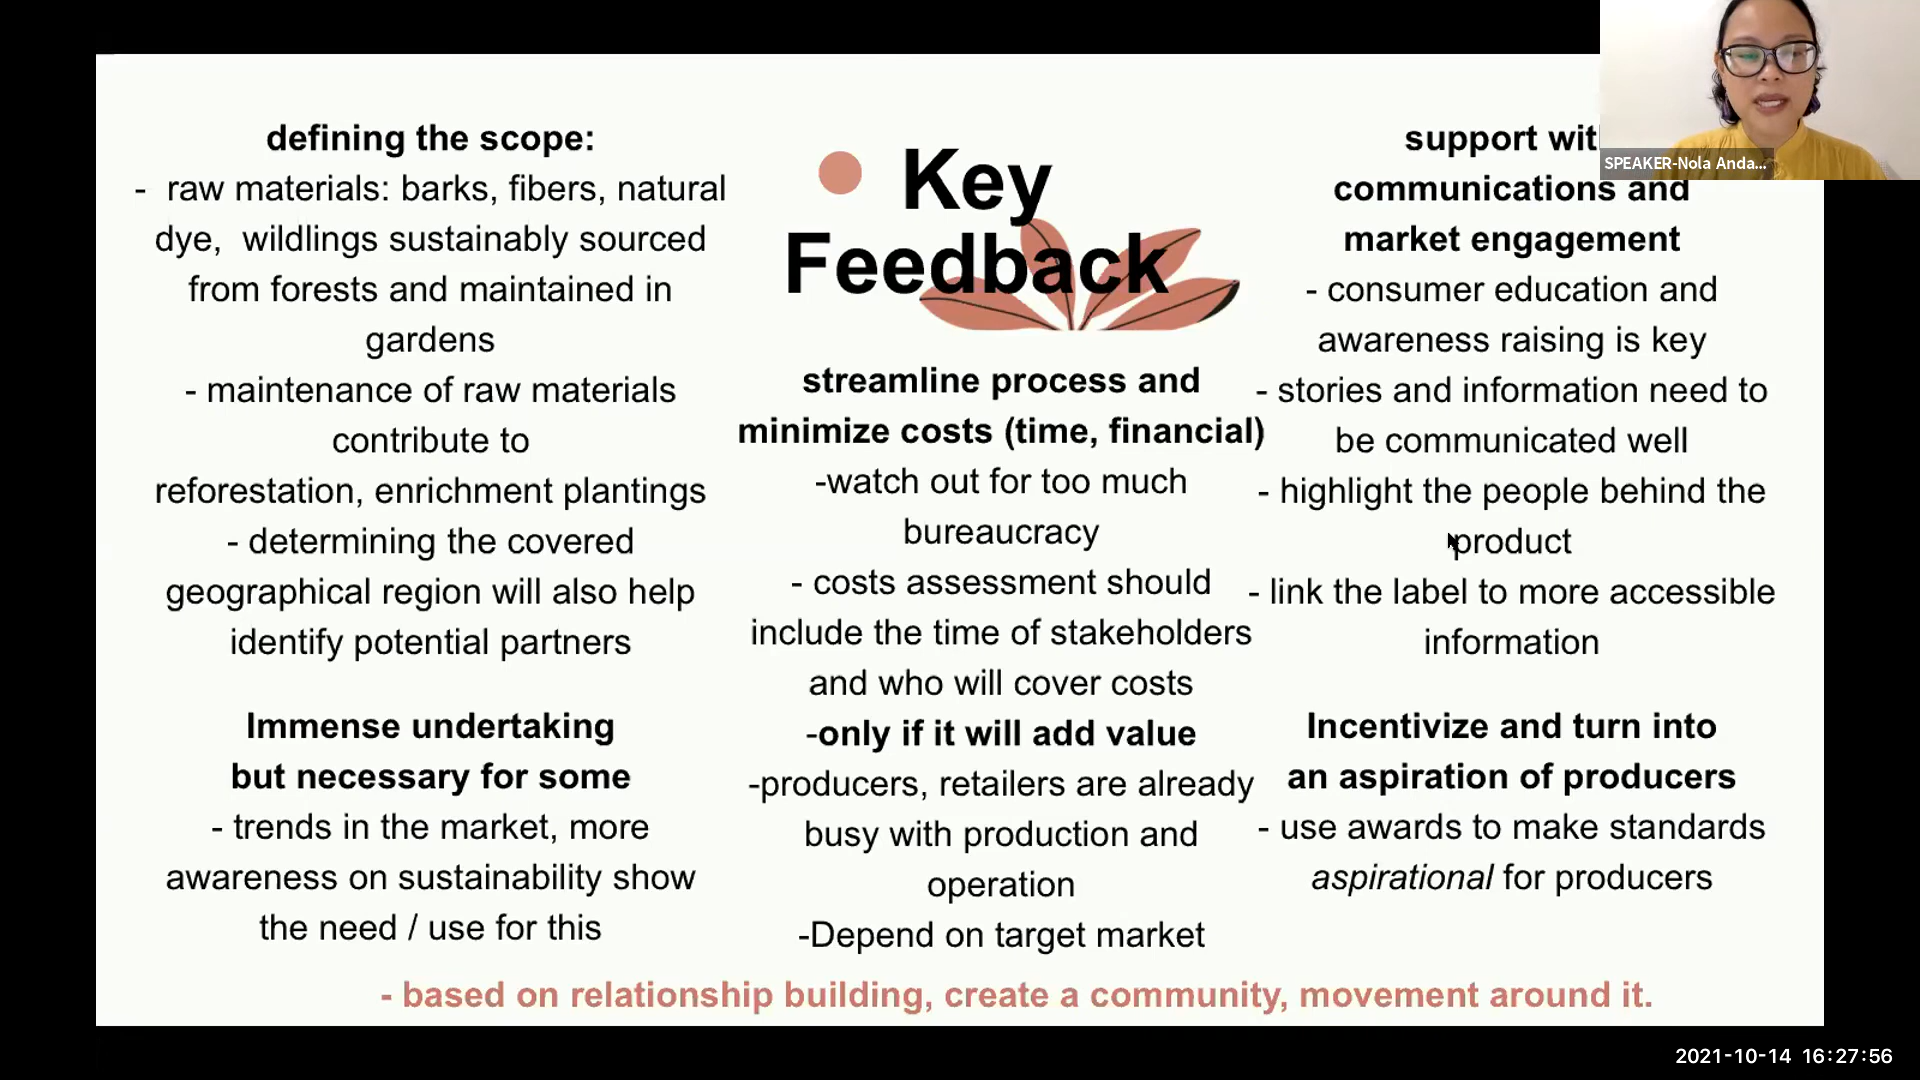 defining the scope:
- raw materials: barks, fibers, natural
dye, wildlings sustainably sourced
from forests and maintained in
gardens
- maintenance of raw materials
contribute to
reforestation, enrichment plantings
- determining the covered
geographical region will also help
identify potential partners
Immense undertaking
but necessary for some
- trends in the market, more
awareness on sustainability show
the need / use for this
Key
Feedback
streamline process and
minimize costs (time, financial)
-watch out for too much
bureaucracy
- costs assessment should
include the time of stakeholders
and who will cover costs
-only if it will add value
-producers, retailers are already
busy with production and
operation
-Depend on target market
support
communications and
market engagement
- consumer education and
awareness raising is key
- stories and information need to
be communicated well
- highlight the people behind the
product
- link the label to more accessible
information
Incentivize and turn into
an aspiration of producers
- use awards to make standards
aspirational for producers
- based on relationship building, create a community, movement around it.
SPEAKER-Nola Anda...
2021-10-14 16:27:56